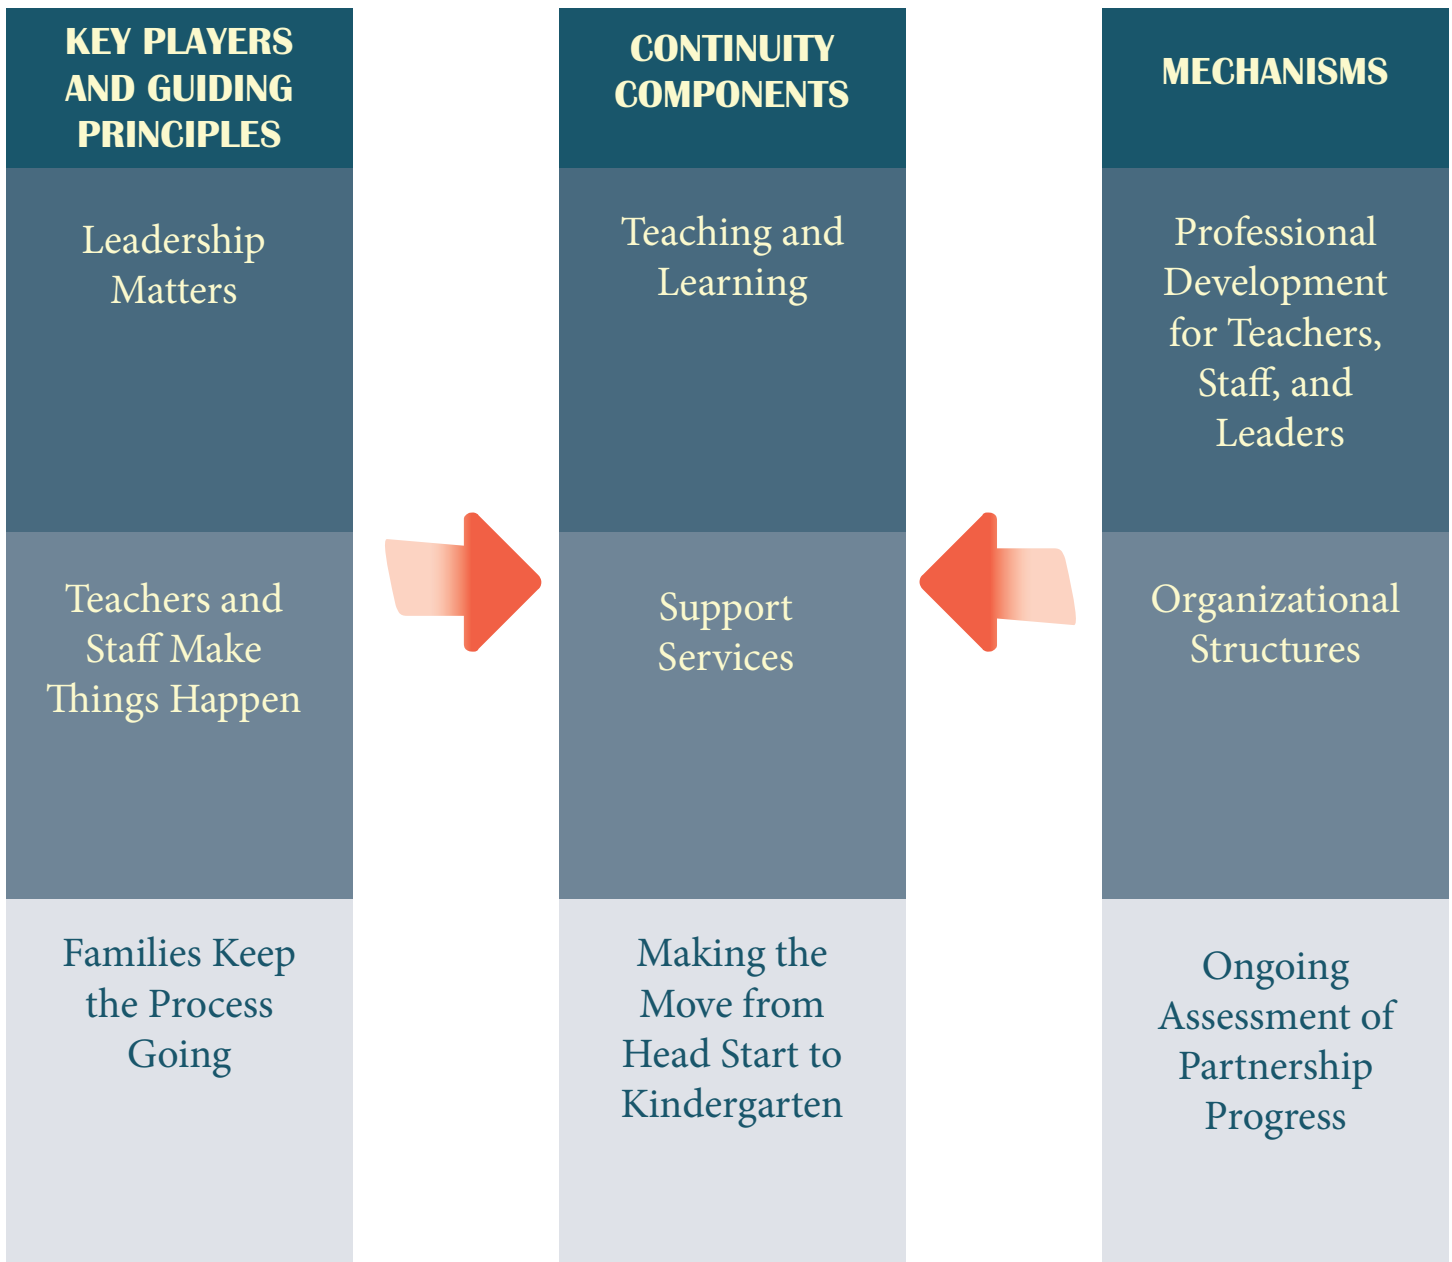 KEY PLAYERS
AND GUIDING
PRINCIPLES
Leadership
Matters
Teachers and
Staff Make
Things Happen
Families Keep
the Process
Going
CONTINUITY
COMPONENTS
Teaching and
Learning
Support
Services
Making the
Move from
Head Start to
Kindergarten
MECHANISMS
Professional
Development
for Teachers,
Staff, and
Leaders
Organizational
Structures
Ongoing
Assessment of
Partnership
Progress